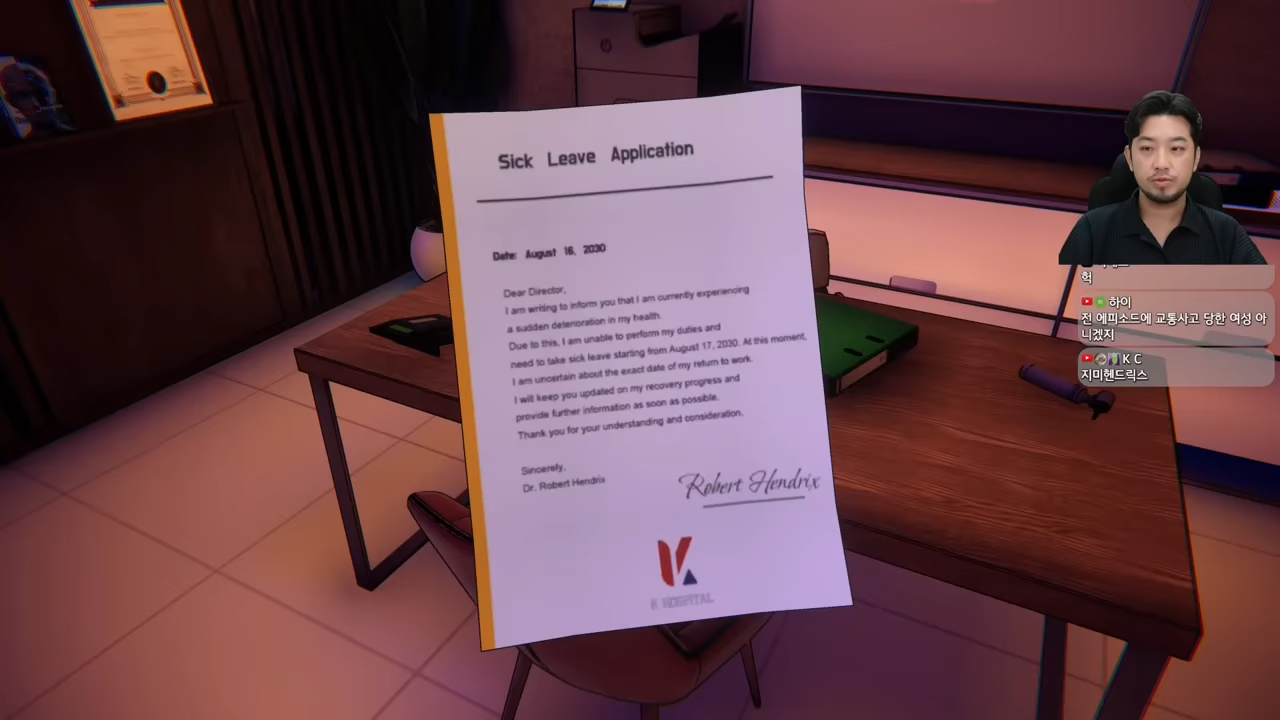 Sick Leave Application
Date: August 16, 2030
Dear Director,
I am writing to inform you that I am currently experiencing
a sudden deterioration in my health.
Due to this, I am unable to perform my duties and
need to take sick leave starting from August 17, 2030. At this moment,
I am uncertain about the exact date of my return to work.
I will keep you updated on my recovery progress and
provide further information as soon as possible.
Thank you for your understanding and consideration.
Sincerely,
Dr. Robert Hendrix
Robert Hendrix
K HOSPITAL
헉
하이
전 에피소드에 교통사고 당한 여성 아
니겠지
K C
지미헨드릭스